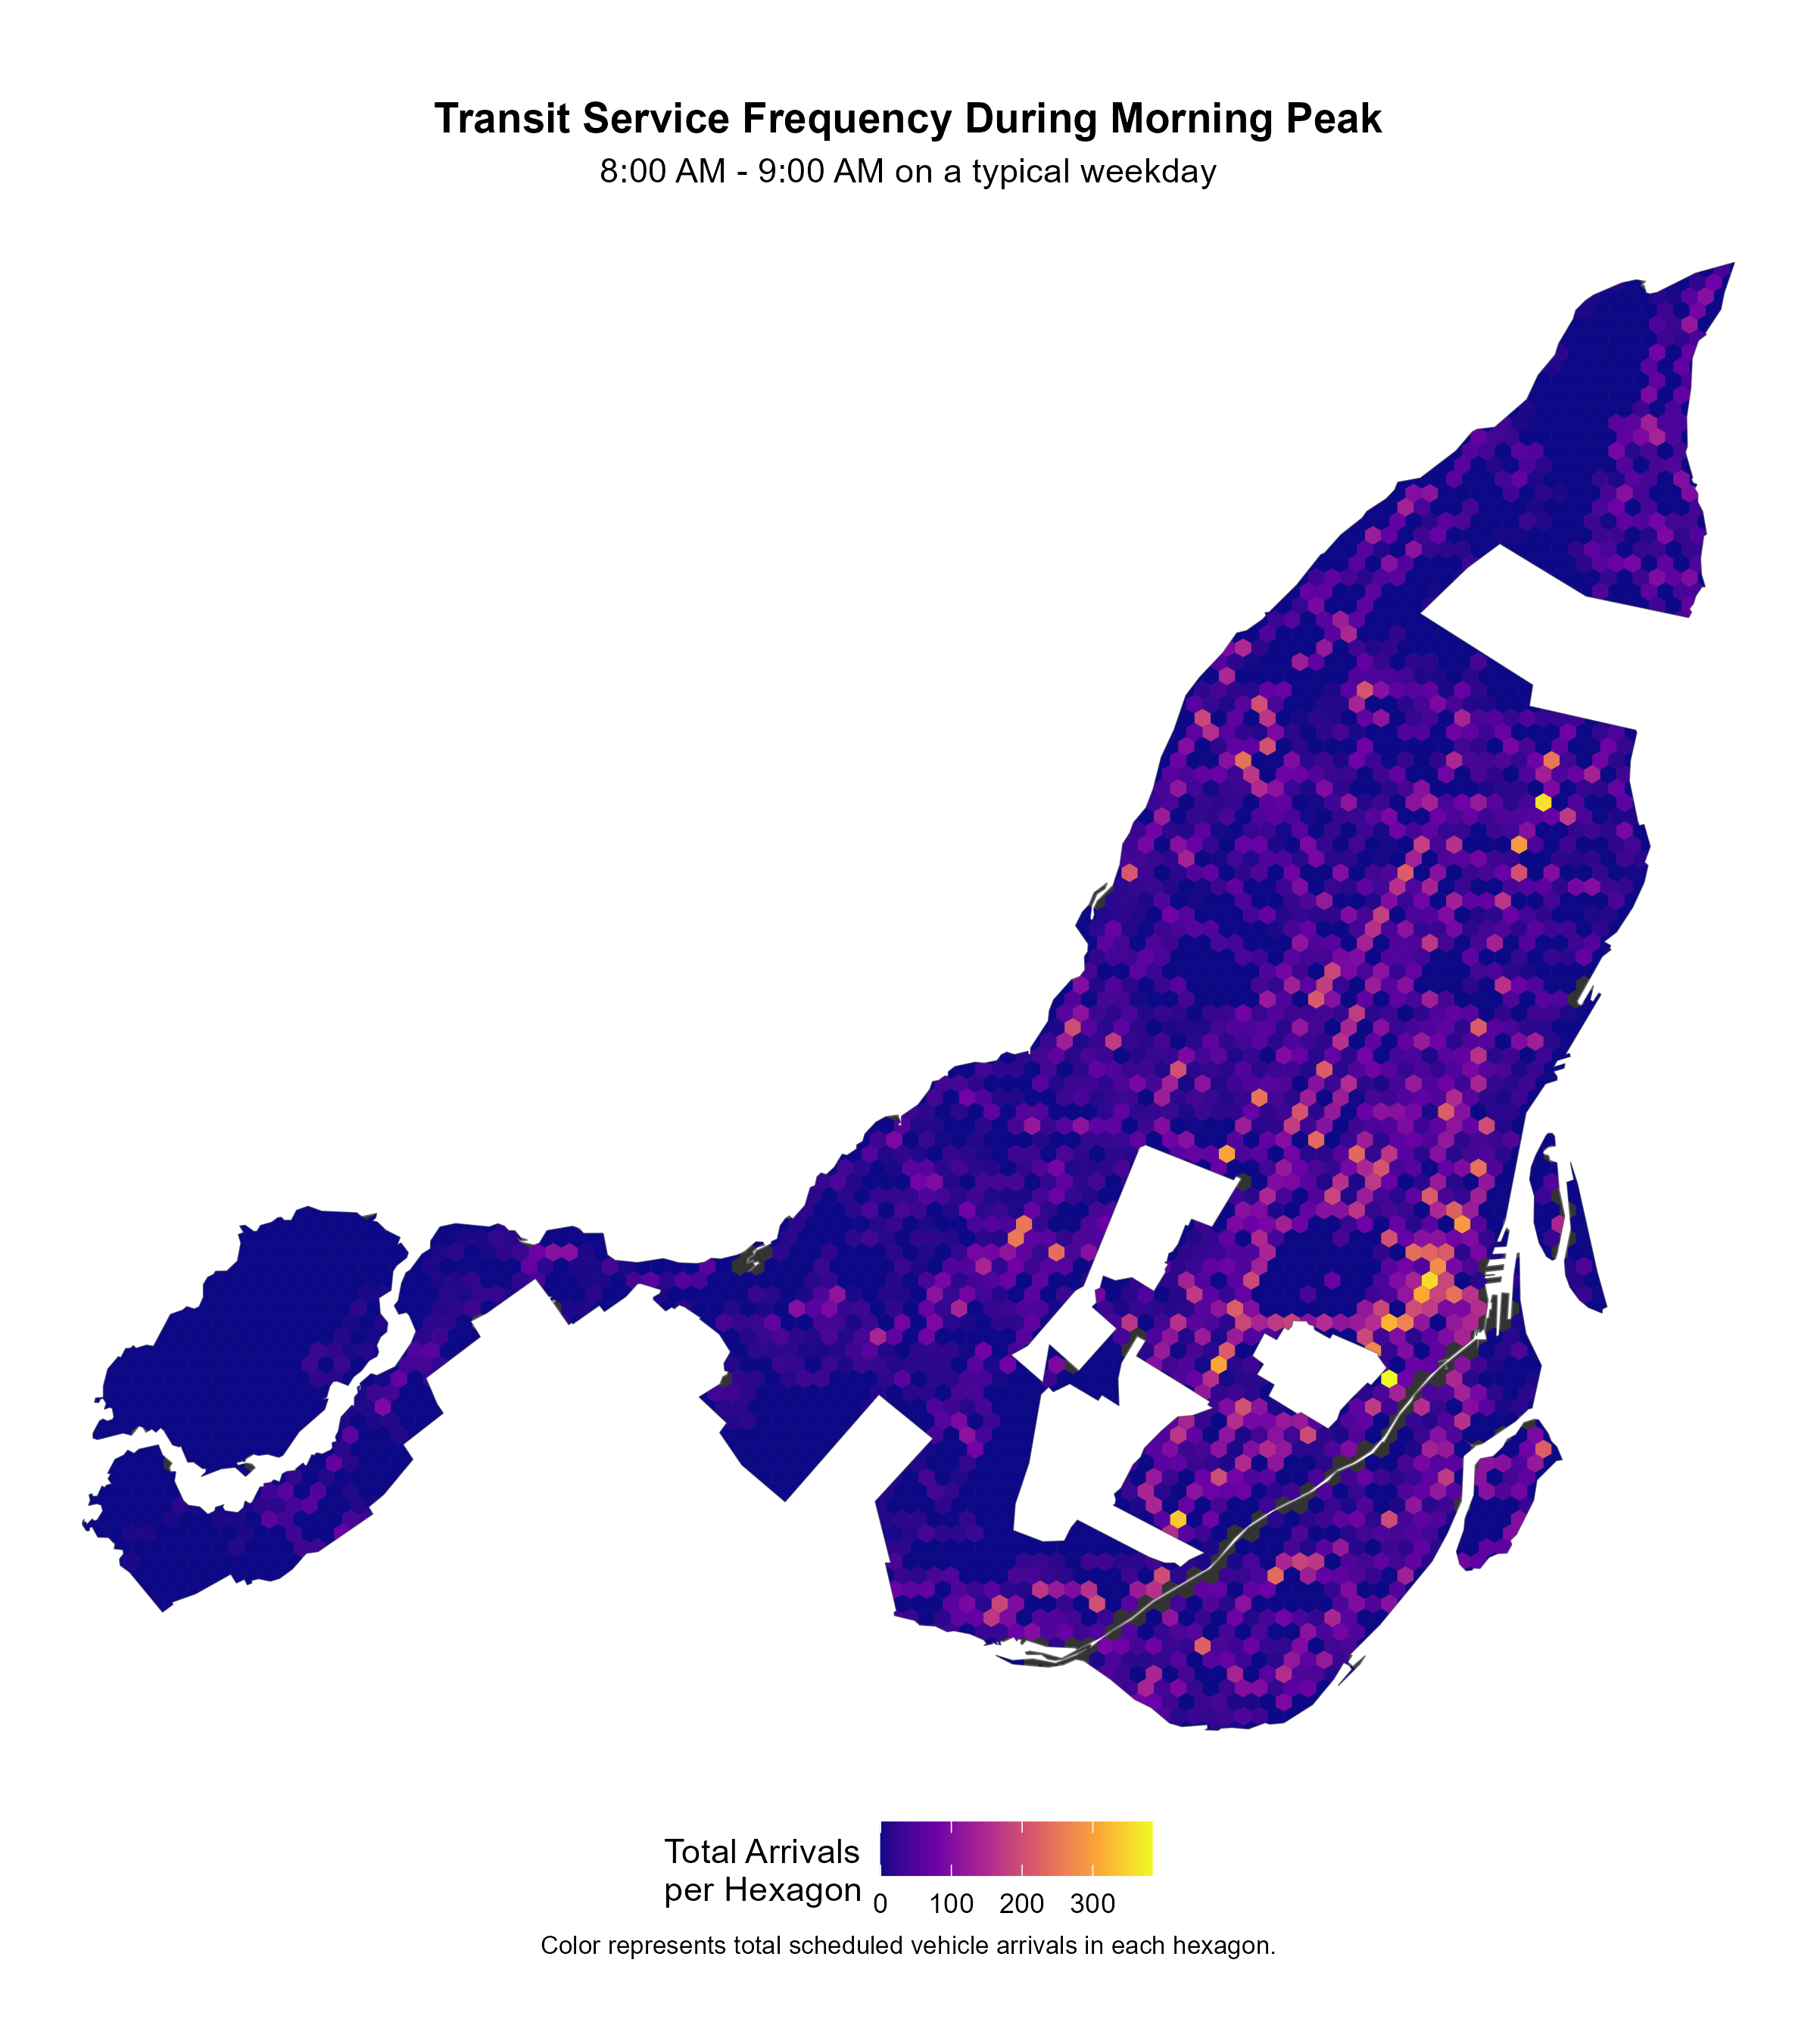 Transit Service Frequency During Morning Peak
8:00 AM - 9:00 AM on a typical weekday
Total Arrivals
per Hexagon
0 100 200 300
Color represents total scheduled vehicle arrivals in each hexagon.